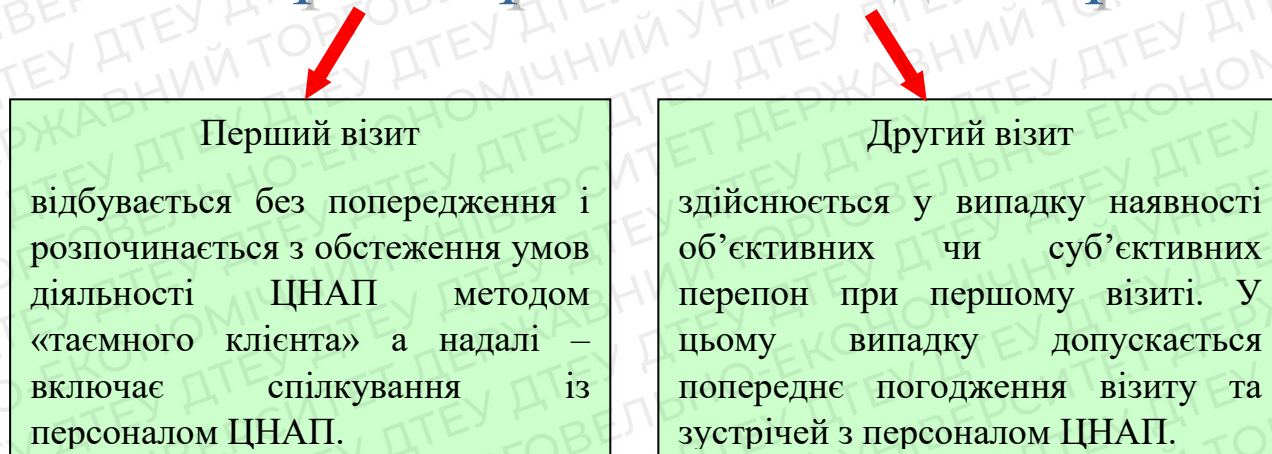 Перший візит
відбувається без попередження і
розпочинається з обстеження умов
діяльності ЦНАП методом
«таємного клієнта» а надалі –
включає спілкування із
персоналом ЦНАП.
Другий візит
здійснюється у випадку наявності
об’єктивних чи суб’єктивних
перепон при першому візиті. У
цьому випадку допускається
попереднє погодження візиту та
зустрічей з персоналом ЦНАП.